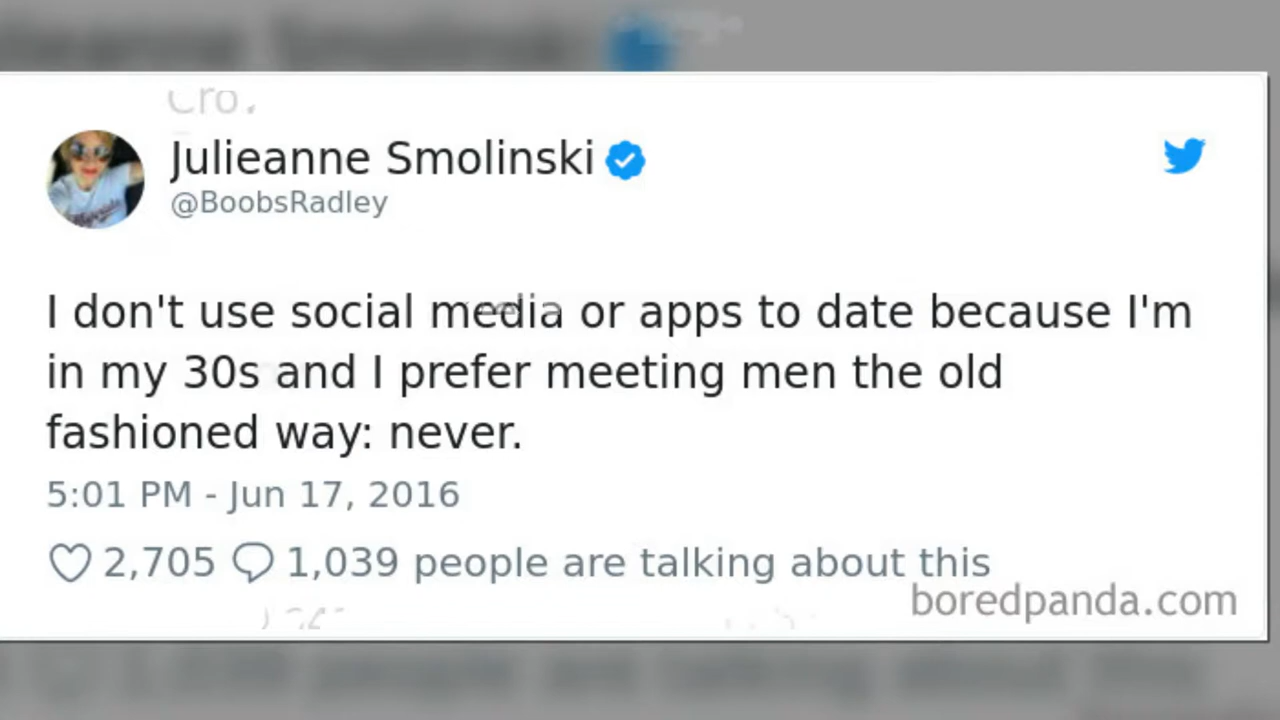 Julieanne Smolinski
@BoobsRadley
I don't use social media or apps to date because I'm
in my 30s and I prefer meeting men the old
fashioned way: never.
5:01 PM - Jun 17, 2016
2,705 1,039 people are talking about this
boredpanda.com